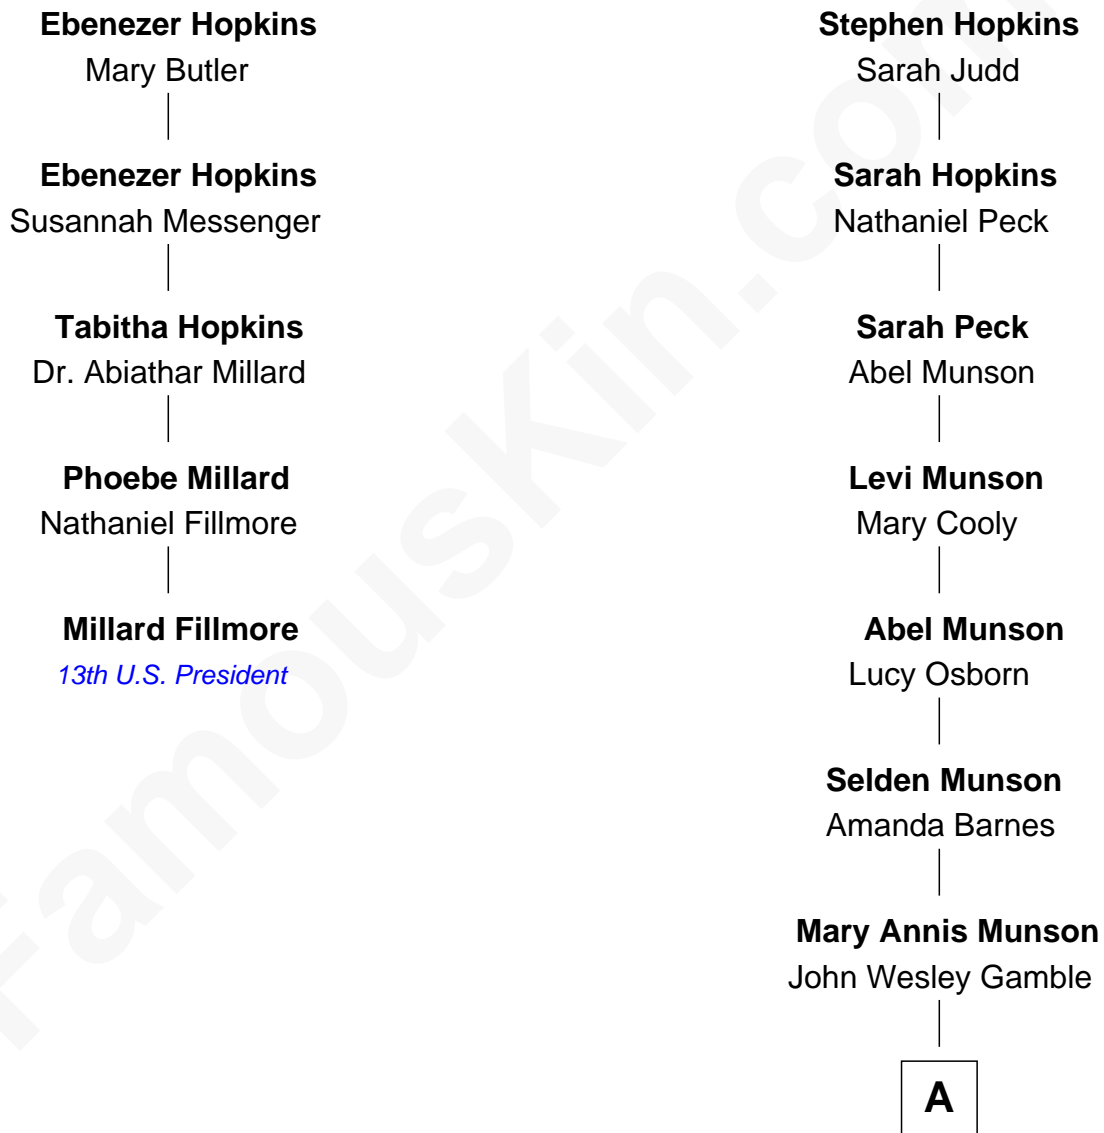 Ebenezer Hopkins
Mary Butler
Ebenezer Hopkins
Susannah Messenger
Tabitha Hopkins
Dr. Abiathar Millard
Phoebe Millard
Nathaniel Fillmore
Millard Fillmore
13th U.S. President
Stephen Hopkins
Sarah Judd
Sarah Hopkins
Nathaniel Peck
Sarah Peck
Abel Munson
Levi Munson
Mary Cooly
Abel Munson
Lucy Osborn
Selden Munson
Amanda Barnes
Mary Annis Munson
John Wesley Gamble
A
FamousKin.com